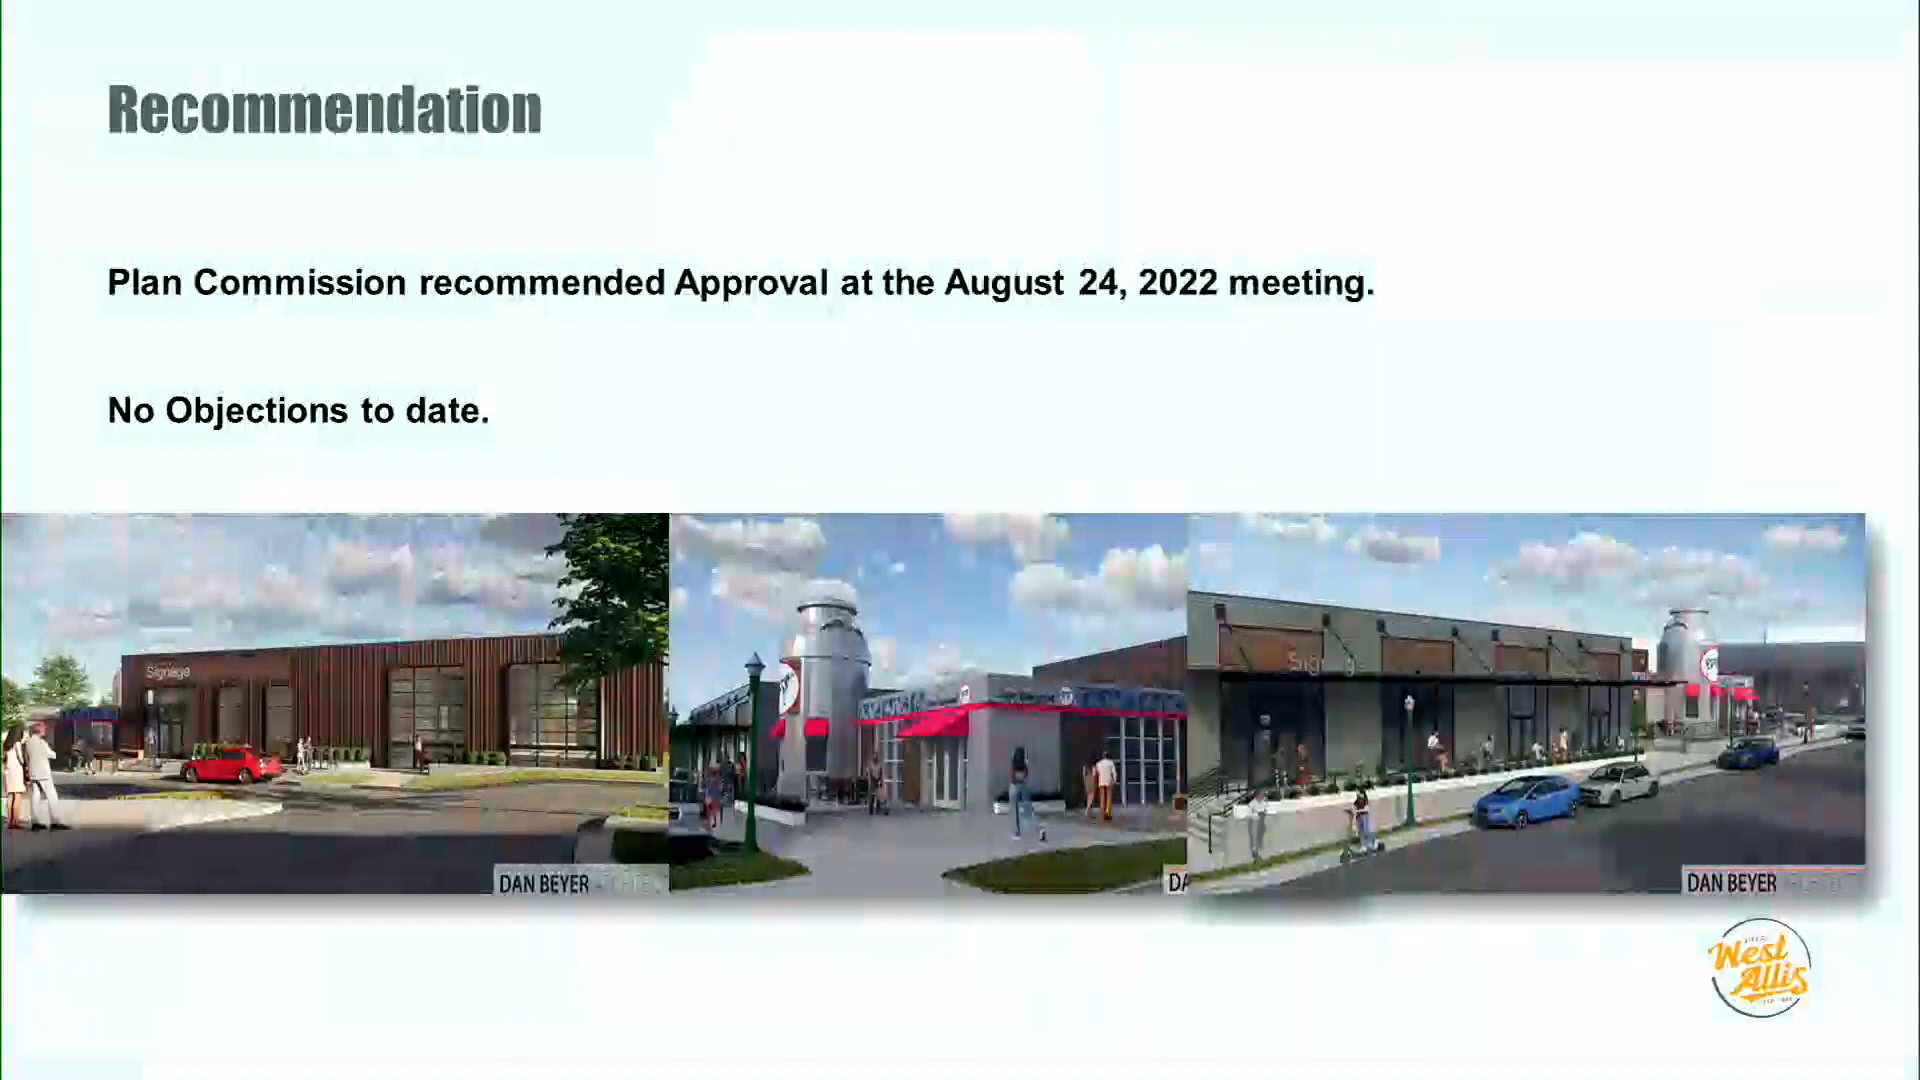 Recommendation
Plan Commission recommended Approval at the August 24, 2022 meeting.
No Objections to date.
Signage
DAN BEYER
DA
DAN BEYER
West
Allis